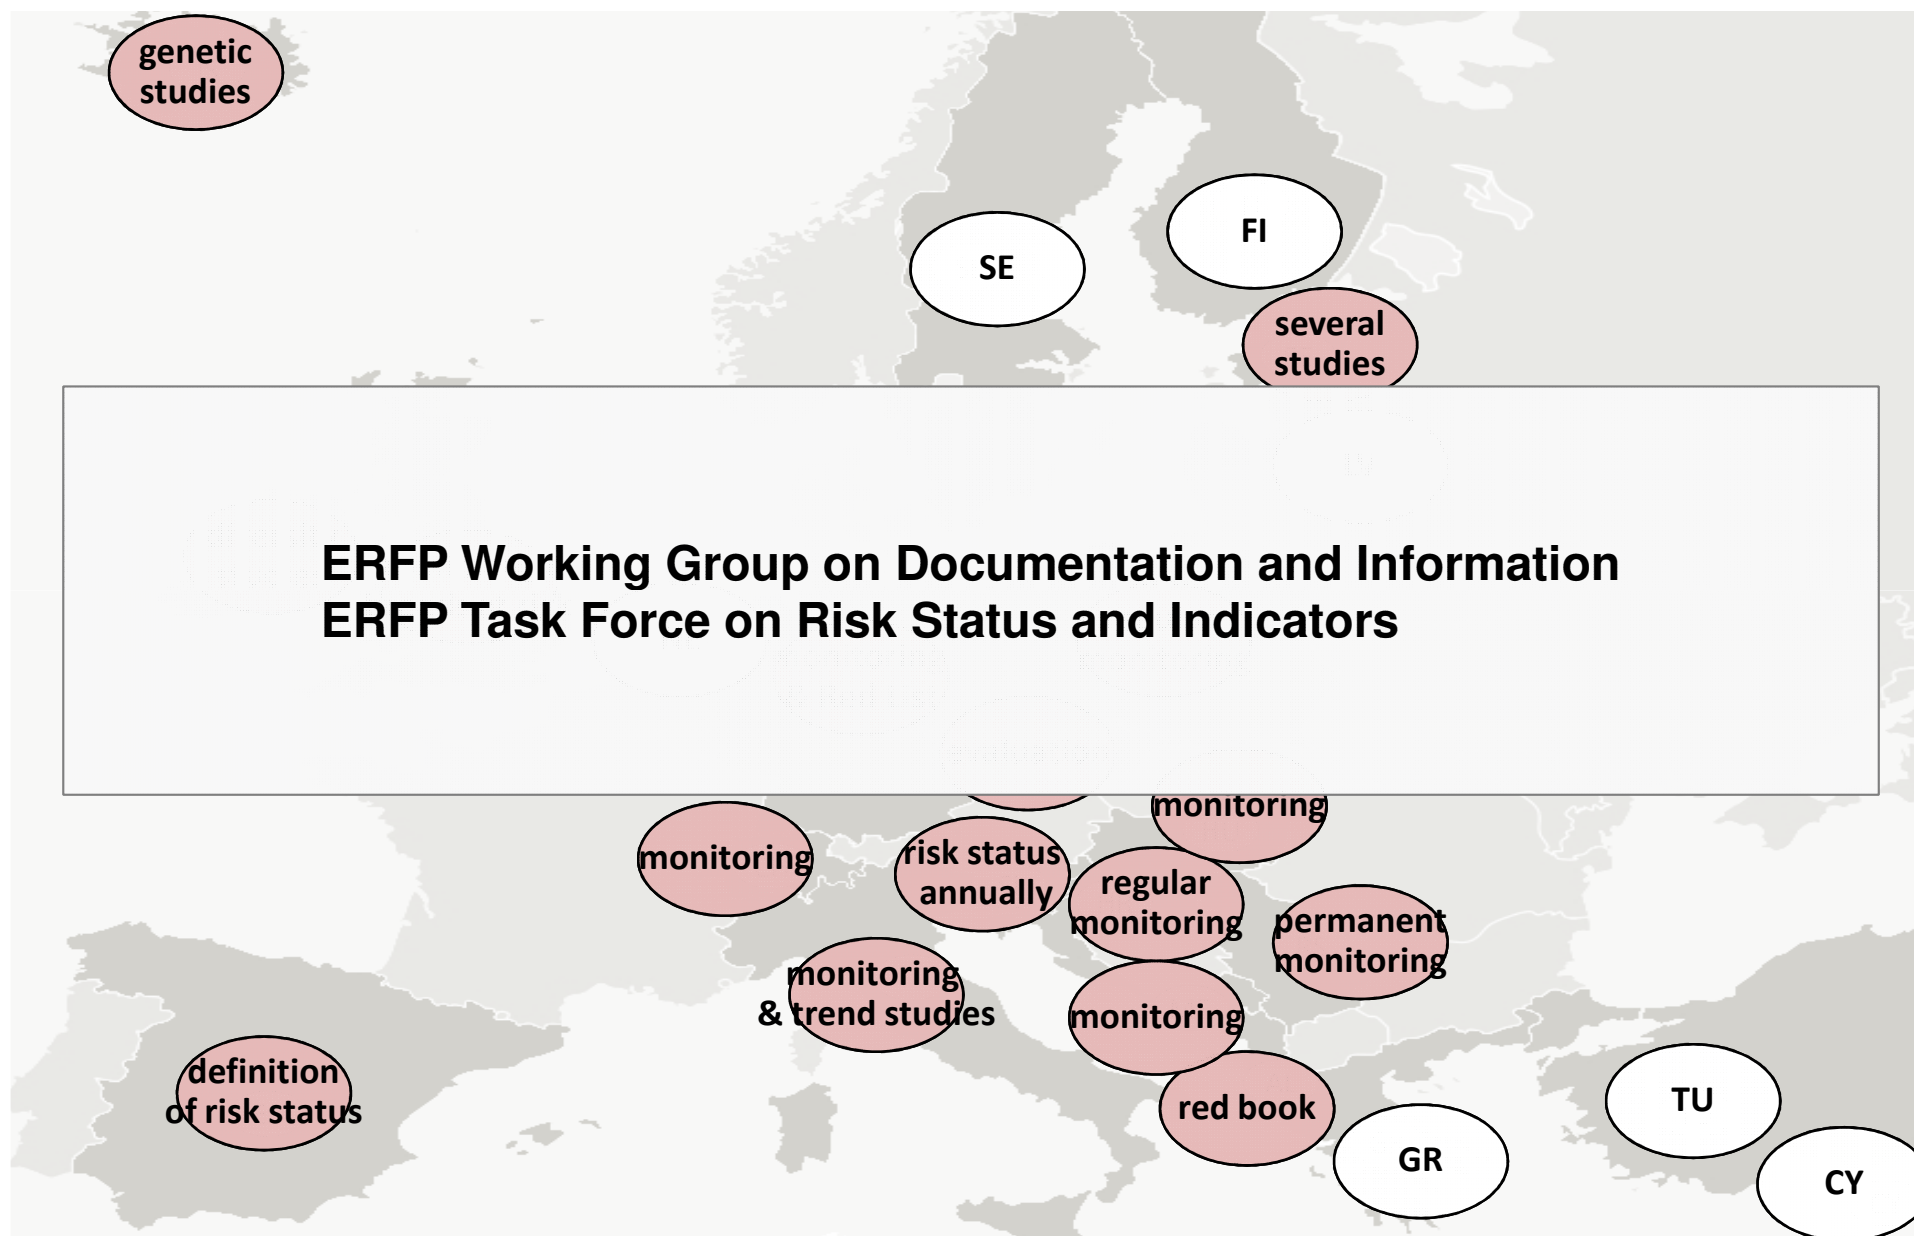 genetic
studies
FI
SE
several
studies
ERFP Working Group on Documentation and Information
ERFP Task Force on Risk Status and Indicators
monitoring
monitoring
risk status
annually
regular
monitoring
permanent
monitoring
monitoring
& trend studies
monitoring
definition
of risk status
red book
TU
GR
CY